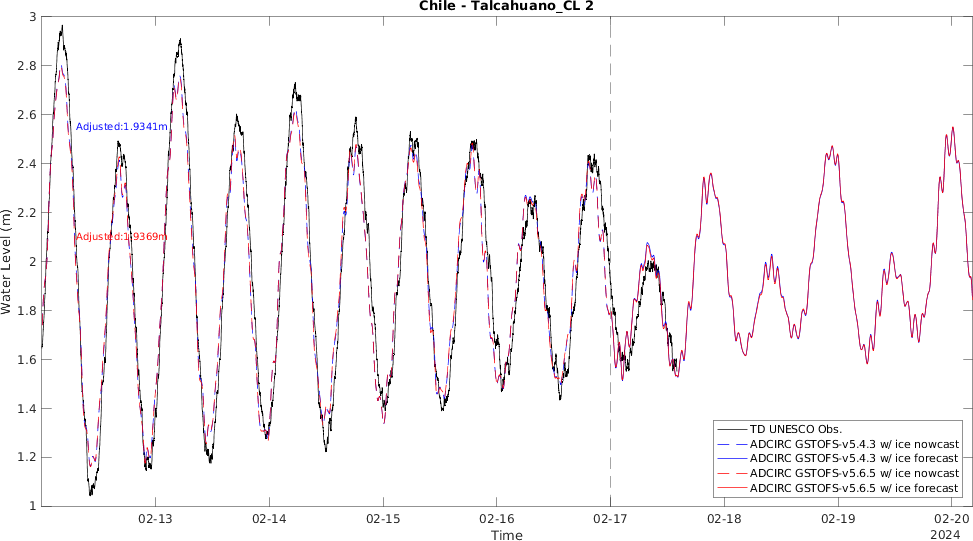 Chile - Talcahuano_CL 2
3
2.8
2.6
2.4
2.2
2
1.8
1.6
1.4
1.2
1
Water Level (m)
Adjusted:1.9341m
Adjusted:1.9369m
TD UNESCO Obs.
ADCIRC GSTOFS-v5.4.3 w/ ice nowcast
ADCIRC GSTOFS-v5.4.3 w/ ice forecast
ADCIRC GSTOFS-v5.6.5 w/ ice nowcast
ADCIRC GSTOFS-v5.6.5 w/ ice forecast
02-13 02-14 02-15 02-16 02-17 02-18 02-19 02-20
2024
Time